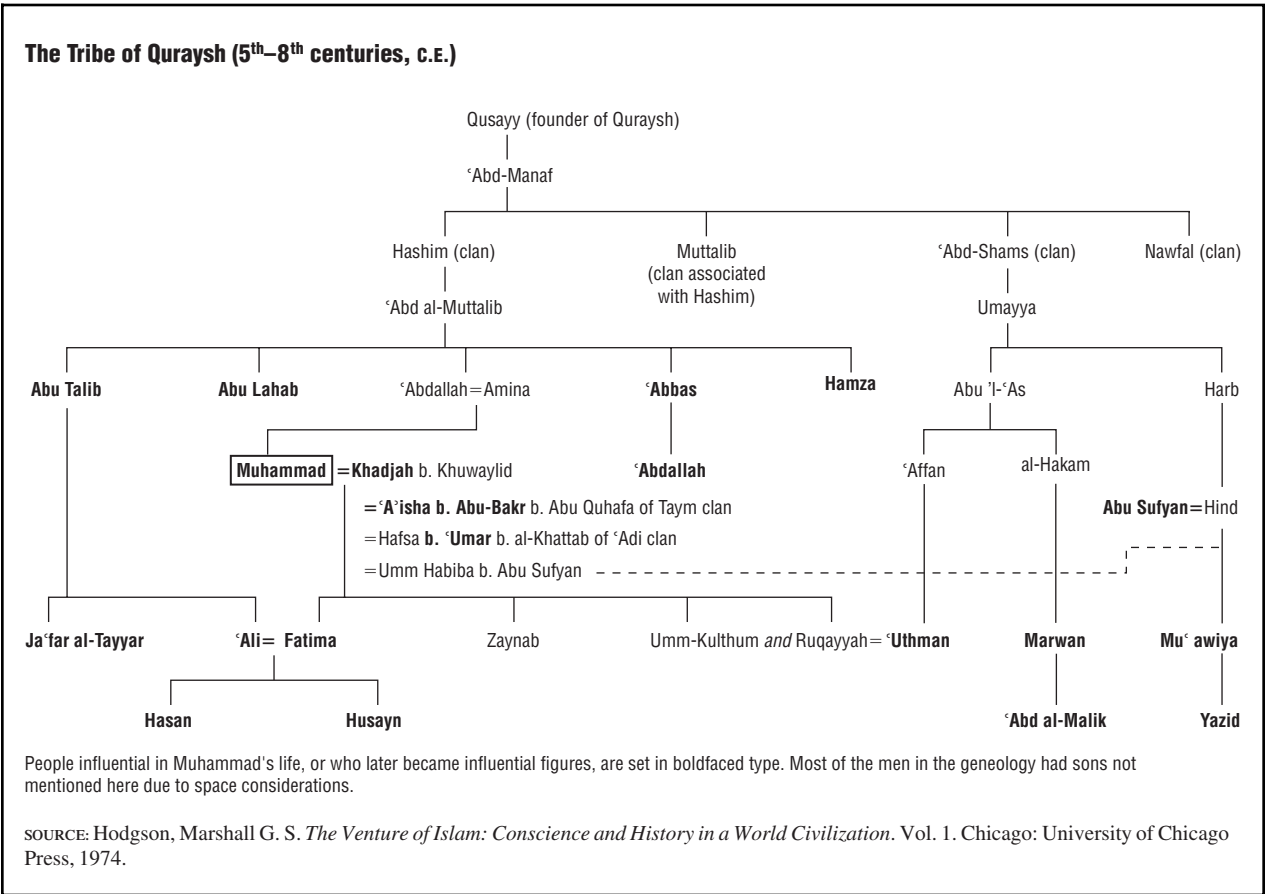 The Tribe of Quraysh (5th–8th centuries, C.E.)
Qusayy (founder of Quraysh)
ʿAbd-Manaf
Hashim (clan)
Muttalib
(clan associated
with Hashim)
ʿAbd-Shams (clan)
Nawfal (clan)
ʿAbd al-Muttalib
Umayya
Abu Talib
Abu Lahab
ʿAbdallah=Amina
ʿAbbas
Hamza
Abu 'l-ʿAs
Harb
Muhammad =Khadjah b. Khuwaylid
ʿAbdallah
ʿAffan
al-Hakam
=ʿAʾisha b. Abu-Bakr b. Abu Quhafa of Taym clan
Abu Sufyan=Hind
=Hafsa b. ʿUmar b. al-Khattab of ʿAdi clan
=Umm Habiba b. Abu Sufyan
Jaʿfar al-Tayyar
ʿAli= Fatima
Zaynab
Umm-Kulthum and Ruqayyah= ʿUthman
Marwan
Muʿ awiya
Hasan
Husayn
ʿAbd al-Malik
Yazid
People influential in Muhammad's life, or who later became influential figures, are set in boldfaced type. Most of the men in the geneology had sons not
mentioned here due to space considerations.
SOURCE: Hodgson, Marshall G. S. The Venture of Islam: Conscience and History in a World Civilization. Vol. 1. Chicago: University of Chicago
Press, 1974.